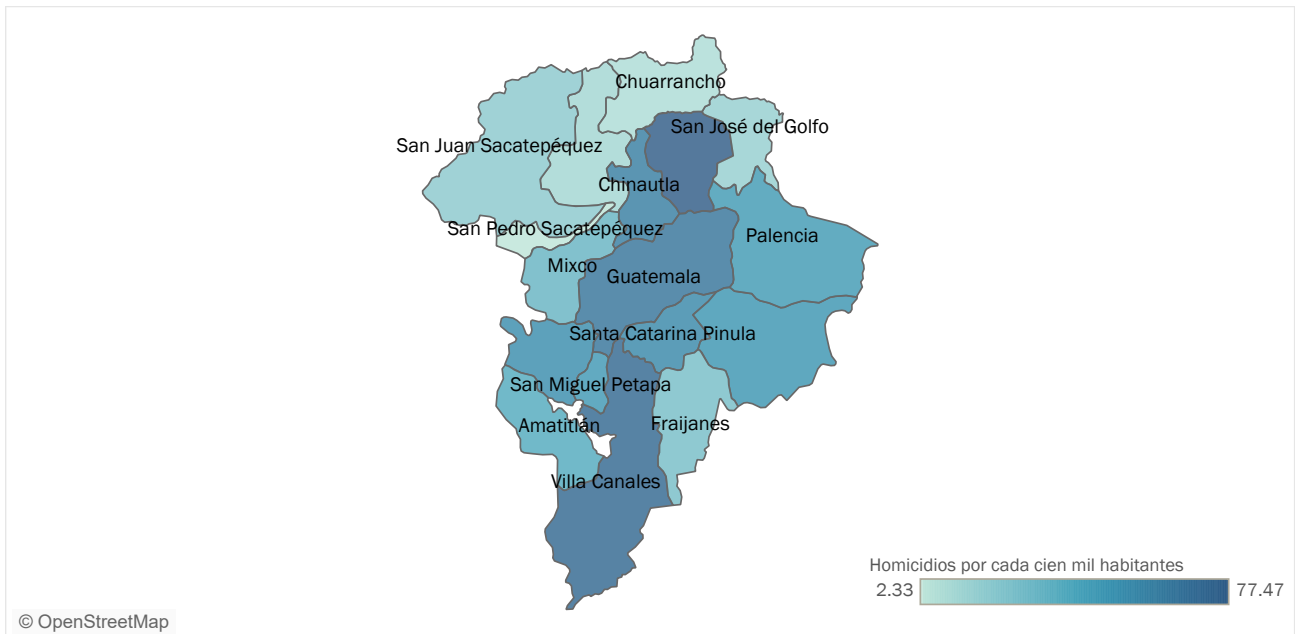 Chuarrancho
San José del Golfo
San Juan Sacatepéquez
Chinautla
San Pedro Sacatepéquez
Palencia
Mixco
Guatemala
Santa Catarina Pinula
San Miguel Petapa
Amatitlán
Fraijanes
Villa Canales
Homicidios por cada cien mil habitantes
2.33
77.47
© OpenStreetMap